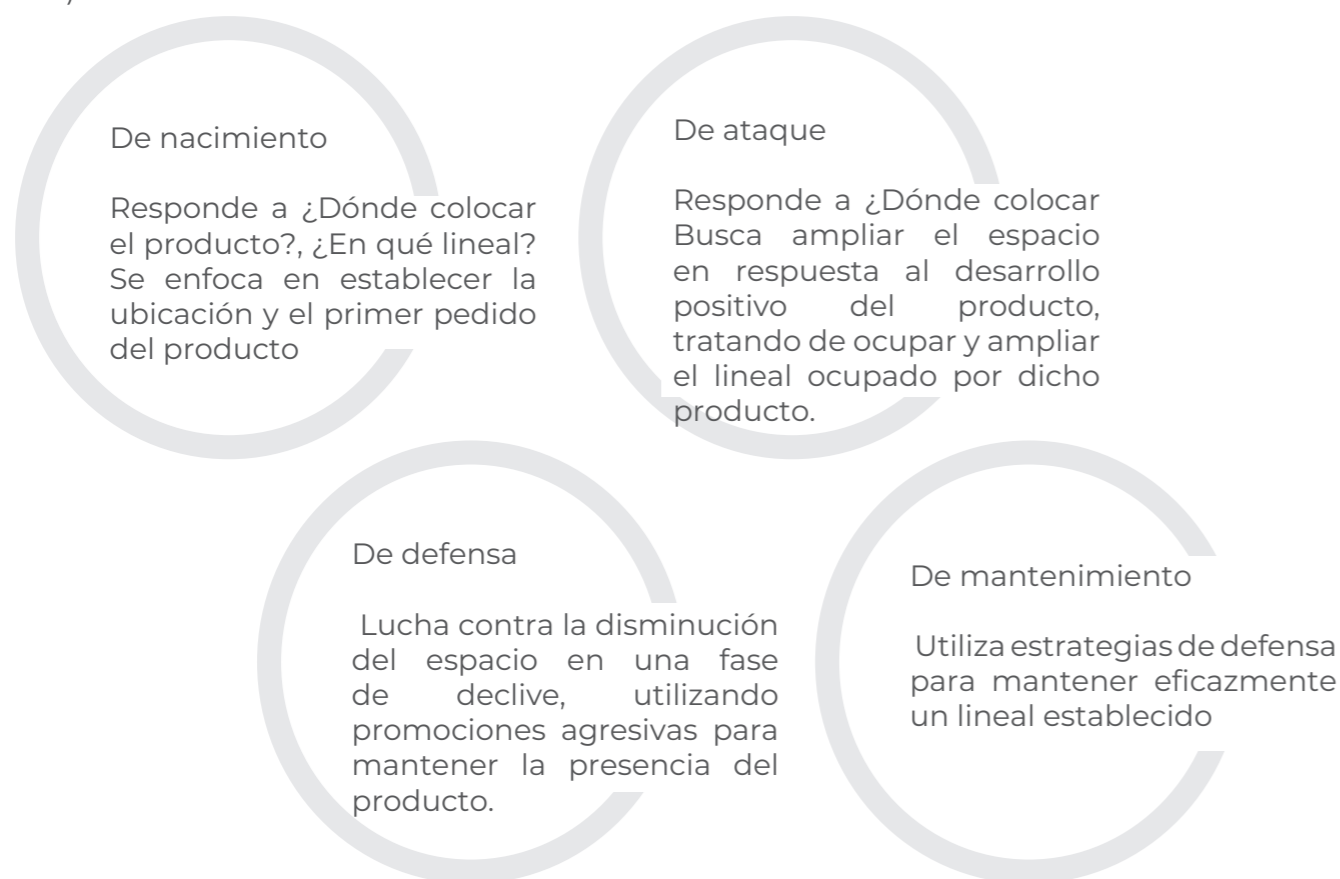 De nacimiento
Responde a ¿Dónde colocar
el producto?, ¿En qué lineal?
Se enfoca en establecer la
ubicación y el primer pedido
del producto
De ataque
Responde a ¿Dónde colocar
Busca ampliar el espacio
en respuesta al desarrollo
positivo del producto,
tratando de ocupar y ampliar
el lineal ocupado por dicho
producto.
De defensa
Lucha contra la disminución
del espacio en una fase
de declive, utilizando
promociones agresivas para
mantener la presencia del
producto.
De mantenimiento
Utiliza estrategias de defensa
para mantener eficazmente
un lineal establecido